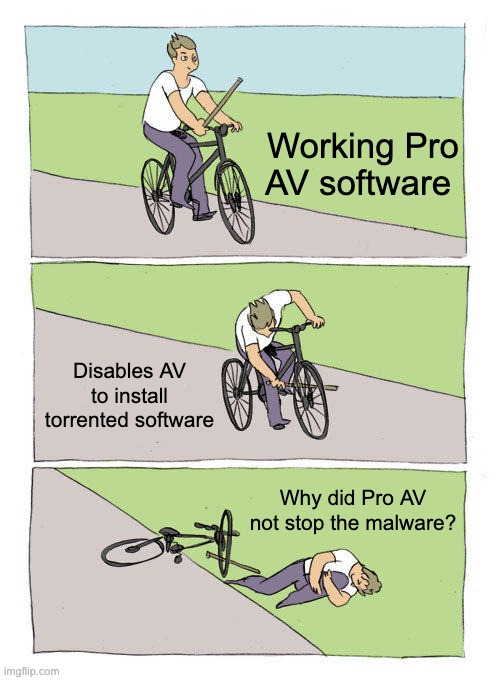 Working Pro
AV software
Disables AV
to install
torrented software
Why did Pro AV
not stop the malware?
imgflip.com